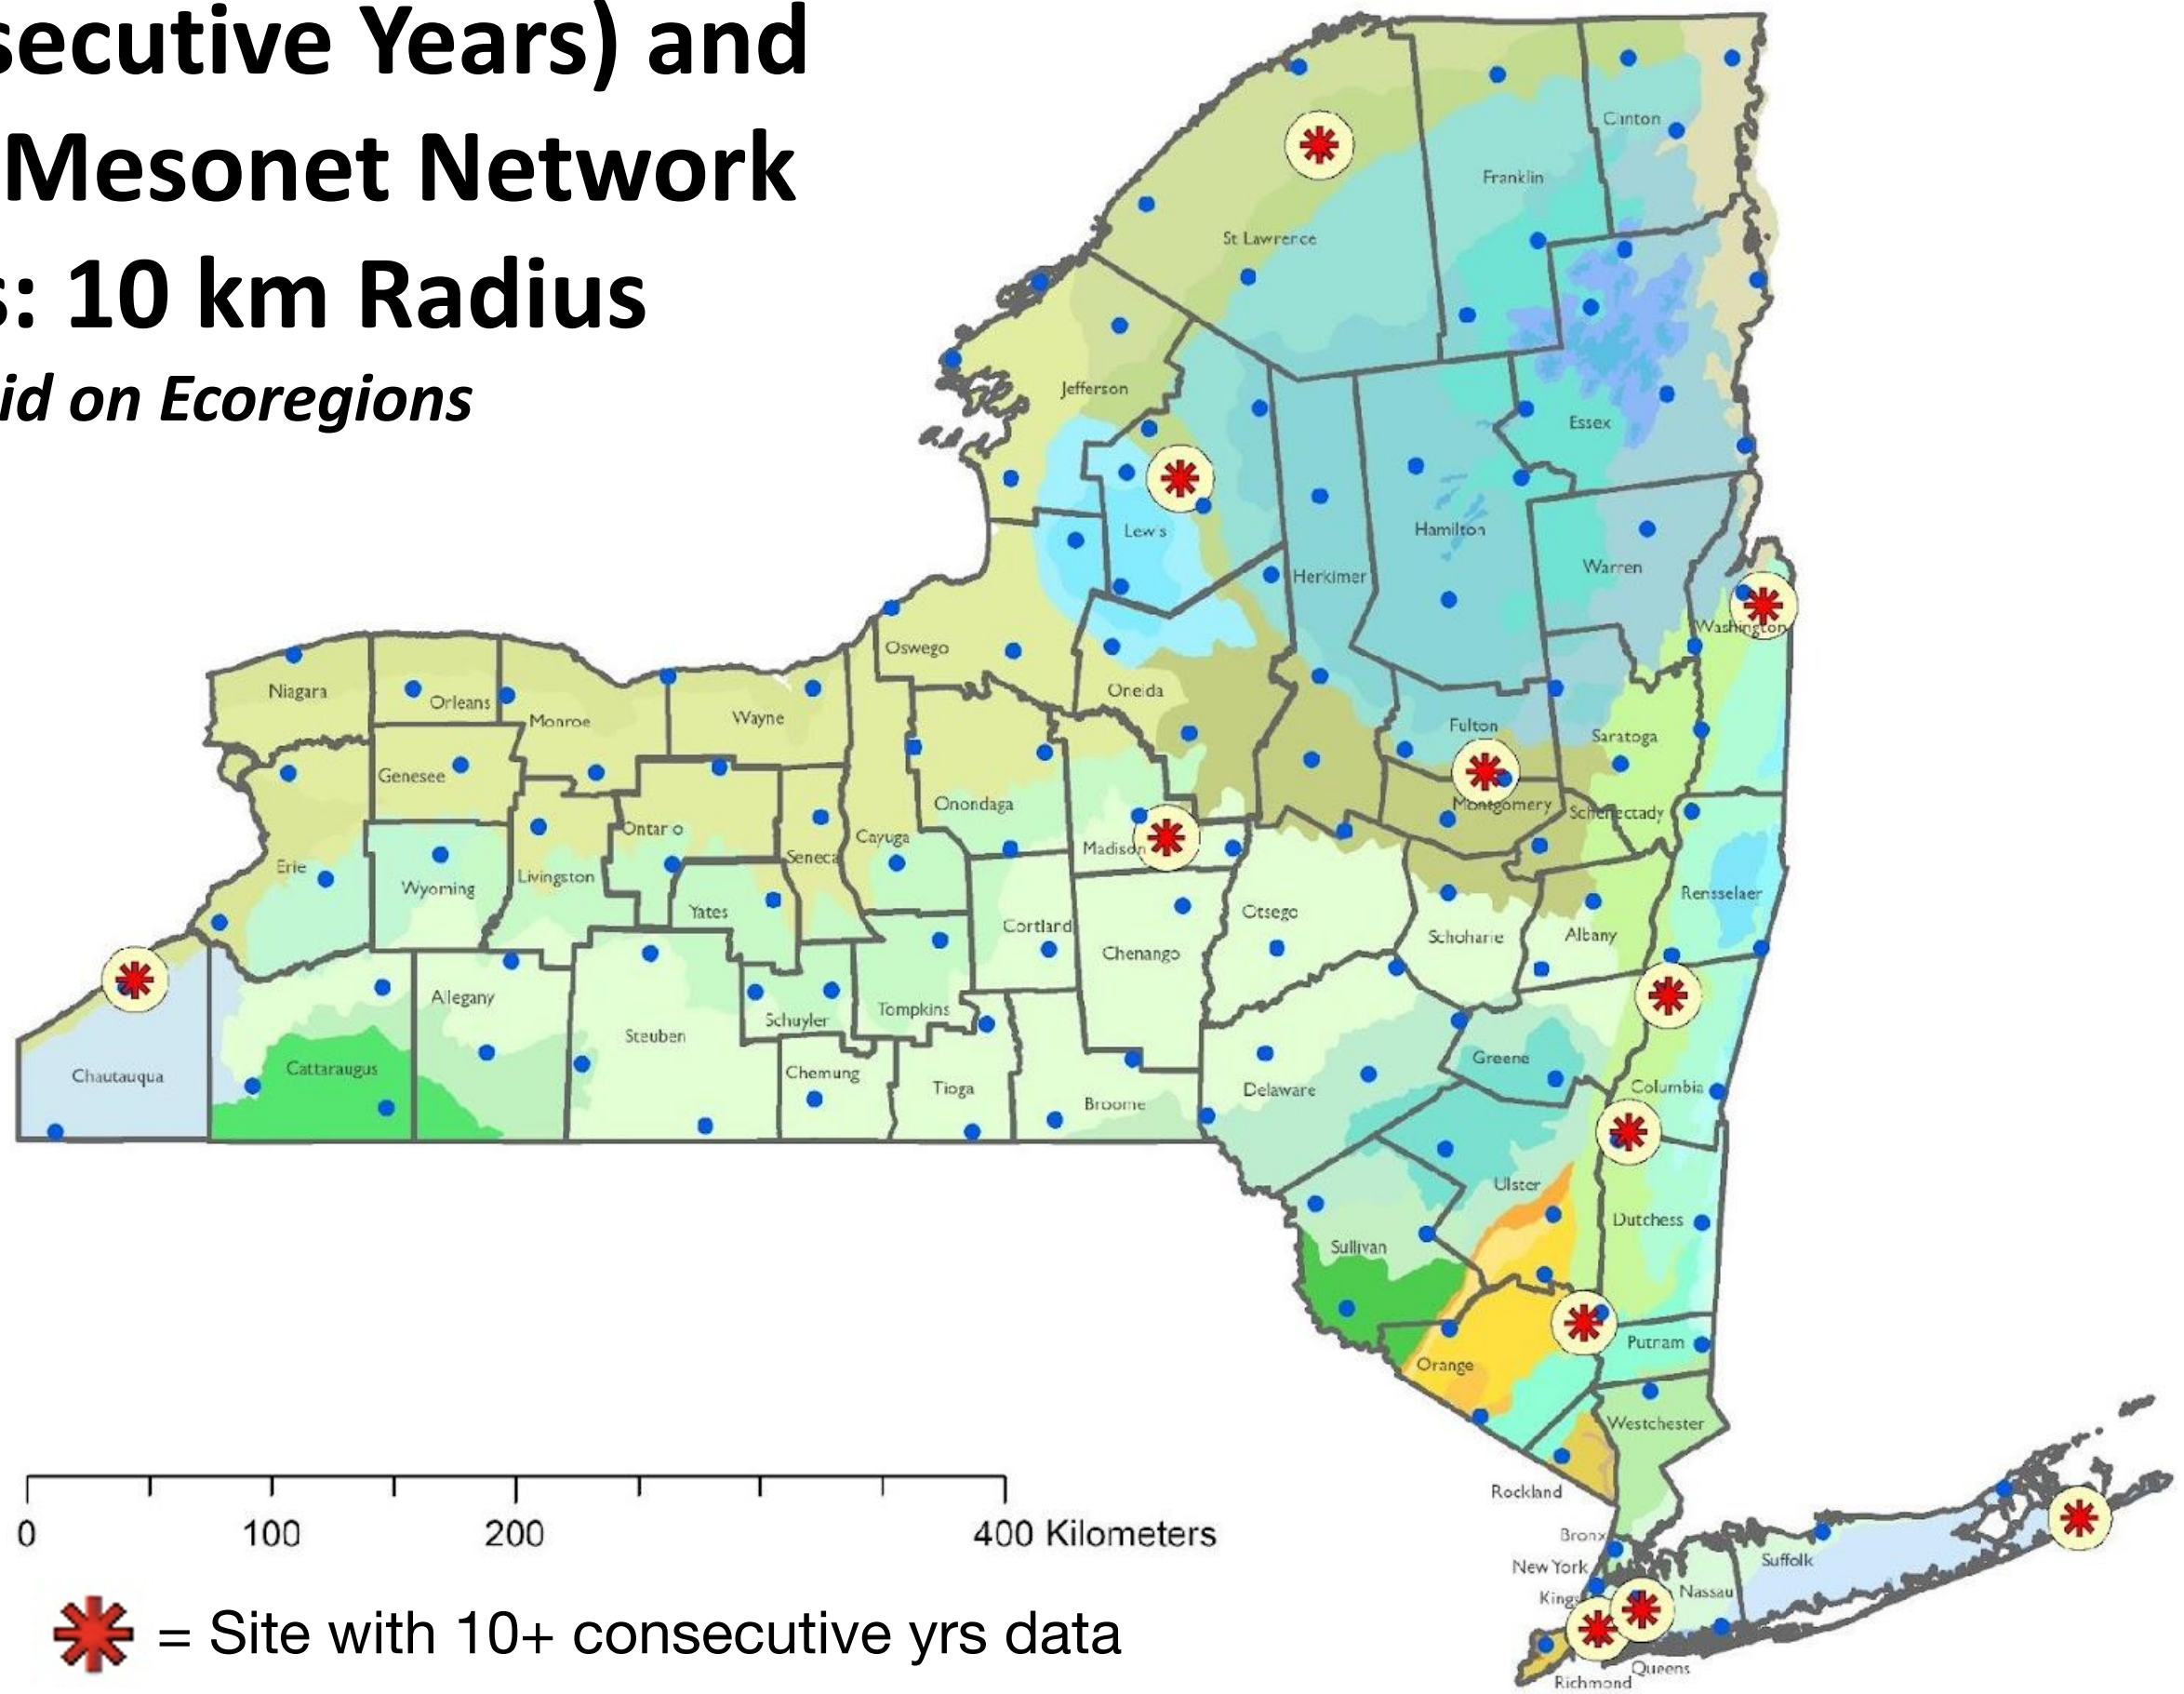 secutive Years) and
Mesonet Network
s: 10 km Radius
id on Ecoregions
Clinton
Franklin
St Lawrence
Jefferson
Essex
Lewis
Hamilton
Herkimer
Warren
Washington
Oswego
Oneida
Niagara
Orleans
Monroe
Wayne
Fulton
Saratoga
Genesee
Onondaga
Montgomery
Schenectady
Ontario
Cayuga
Madison
Seneca
Erie
Wyoming
Livingston
Yates
Cortland
Chenango
Otsego
Schoharie
Albany
Rensselaer
Allegany
Steuben
Schuyler
Tompkins
Chautauqua
Cattaraugus
Chemung
Tioga
Broome
Delaware
Greene
Columbia
Ulster
Dutchess
Sullivan
Orange
Putnam
Westchester
Rockland
Bronx
New York
Kings
Nassau
Suffolk
Queens
Richmond
0 100 200 400 Kilometers
= Site with 10+ consecutive yrs data